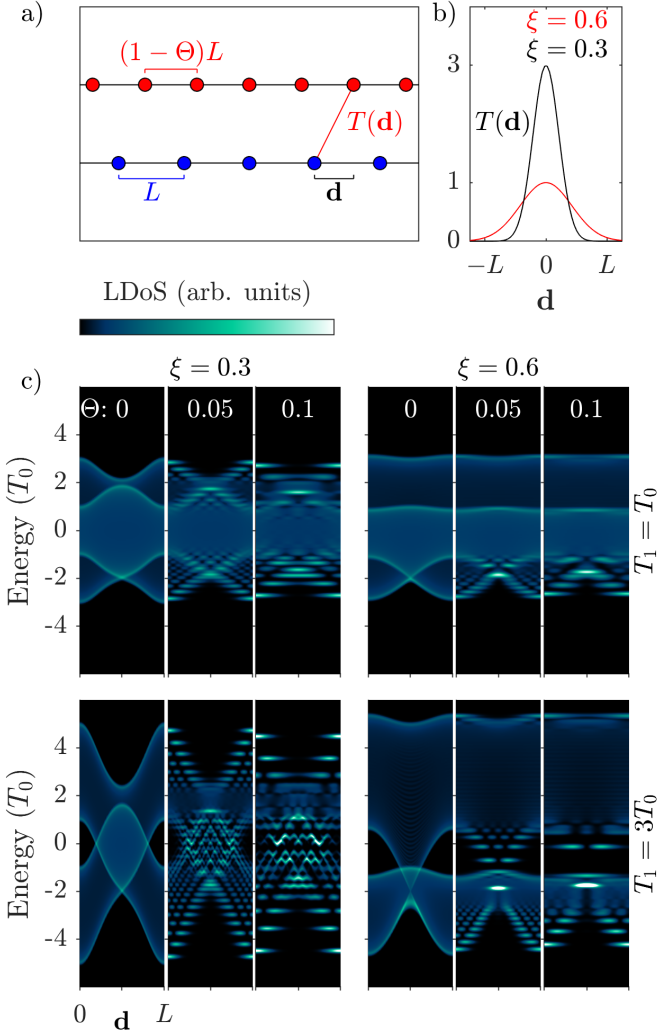 a)
(1 − Θ)L
T(d)
L
d
b)
ξ = 0.6
ξ = 0.3
3
T(d)
1
0
−L 0 L
d
LDoS (arb. units)
c)
ξ = 0.3
ξ = 0.6
Θ: 0 0.05 0.1
0 0.05 0.1
4
2
0
-2
-4
Energy (T₀)
T₁ = T₀
4
2
0
-2
-4
Energy (T₀)
T₁ = 3T₀
0 d L